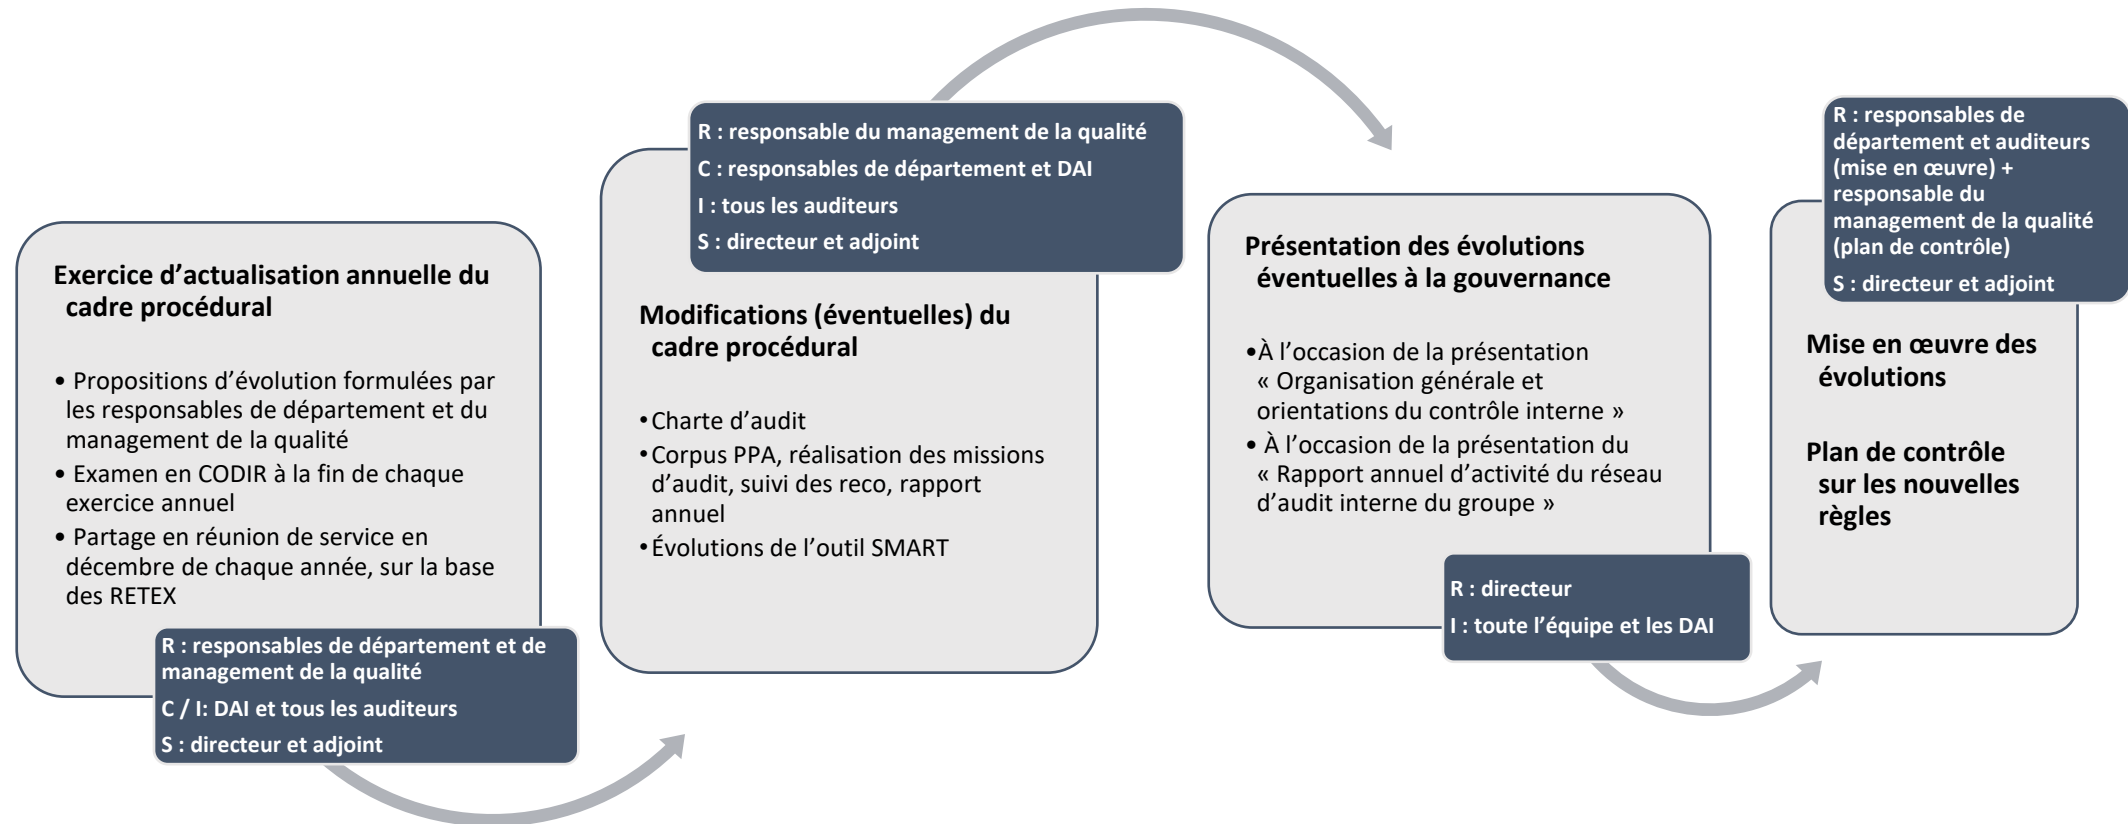 Exercice d’actualisation annuelle du
cadre procédural
• Propositions d’évolution formulées par
les responsables de département et du
management de la qualité
• Examen en CODIR à la fin de chaque
exercice annuel
• Partage en réunion de service en
décembre de chaque année, sur la base
des RETEX
R : responsables de département et de
management de la qualité
C / I: DAI et tous les auditeurs
S : directeur et adjoint
R : responsable du management de la qualité
C : responsables de département et DAI
I : tous les auditeurs
S : directeur et adjoint
Modifications (éventuelles) du
cadre procédural
• Charte d’audit
• Corpus PPA, réalisation des missions
d’audit, suivi des reco, rapport
annuel
• Évolutions de l’outil SMART
Présentation des évolutions
éventuelles à la gouvernance
• À l’occasion de la présentation
« Organisation générale et
orientations du contrôle interne »
• À l’occasion de la présentation du
« Rapport annuel d’activité du réseau
d’audit interne du groupe »
R : directeur
I : toute l’équipe et les DAI
R : responsables de
département et auditeurs
(mise en œuvre) +
responsable du
management de la qualité
(plan de contrôle)
S : directeur et adjoint
Mise en œuvre des
évolutions
Plan de contrôle
sur les nouvelles
règles